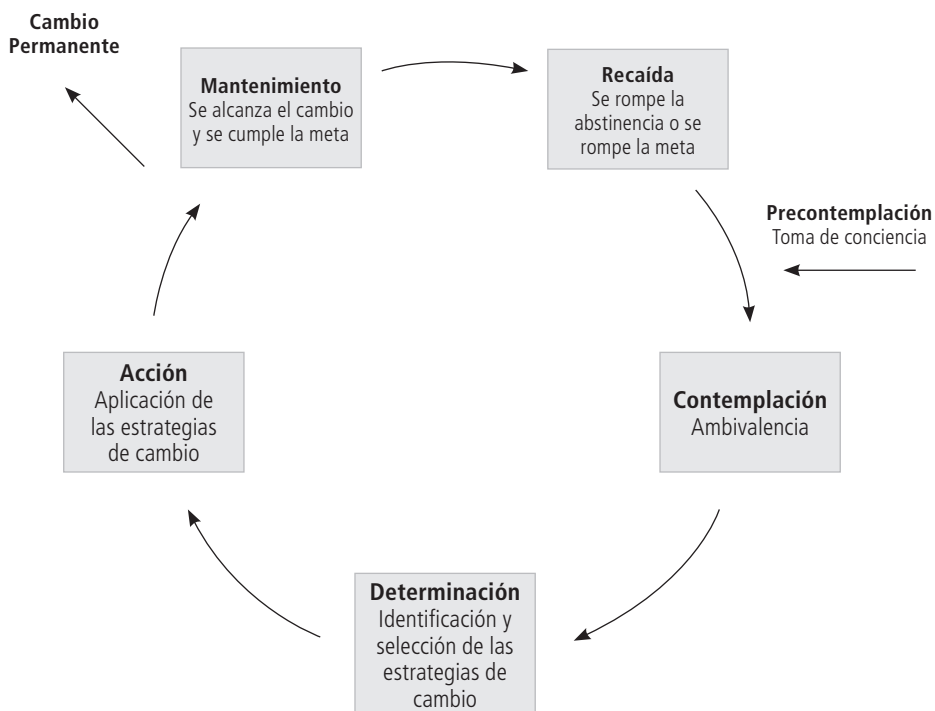 Cambio
Permanente
Mantenimiento
Se alcanza el cambio
y se cumple la meta
Recaída
Se rompe la
abstinencia o se
rompe la meta
Precontemplación
Toma de conciencia
Contemplación
Ambivalencia
Determinación
Identificación y
selección de las
estrategias de
cambio
Acción
Aplicación de
las estrategias
de cambio